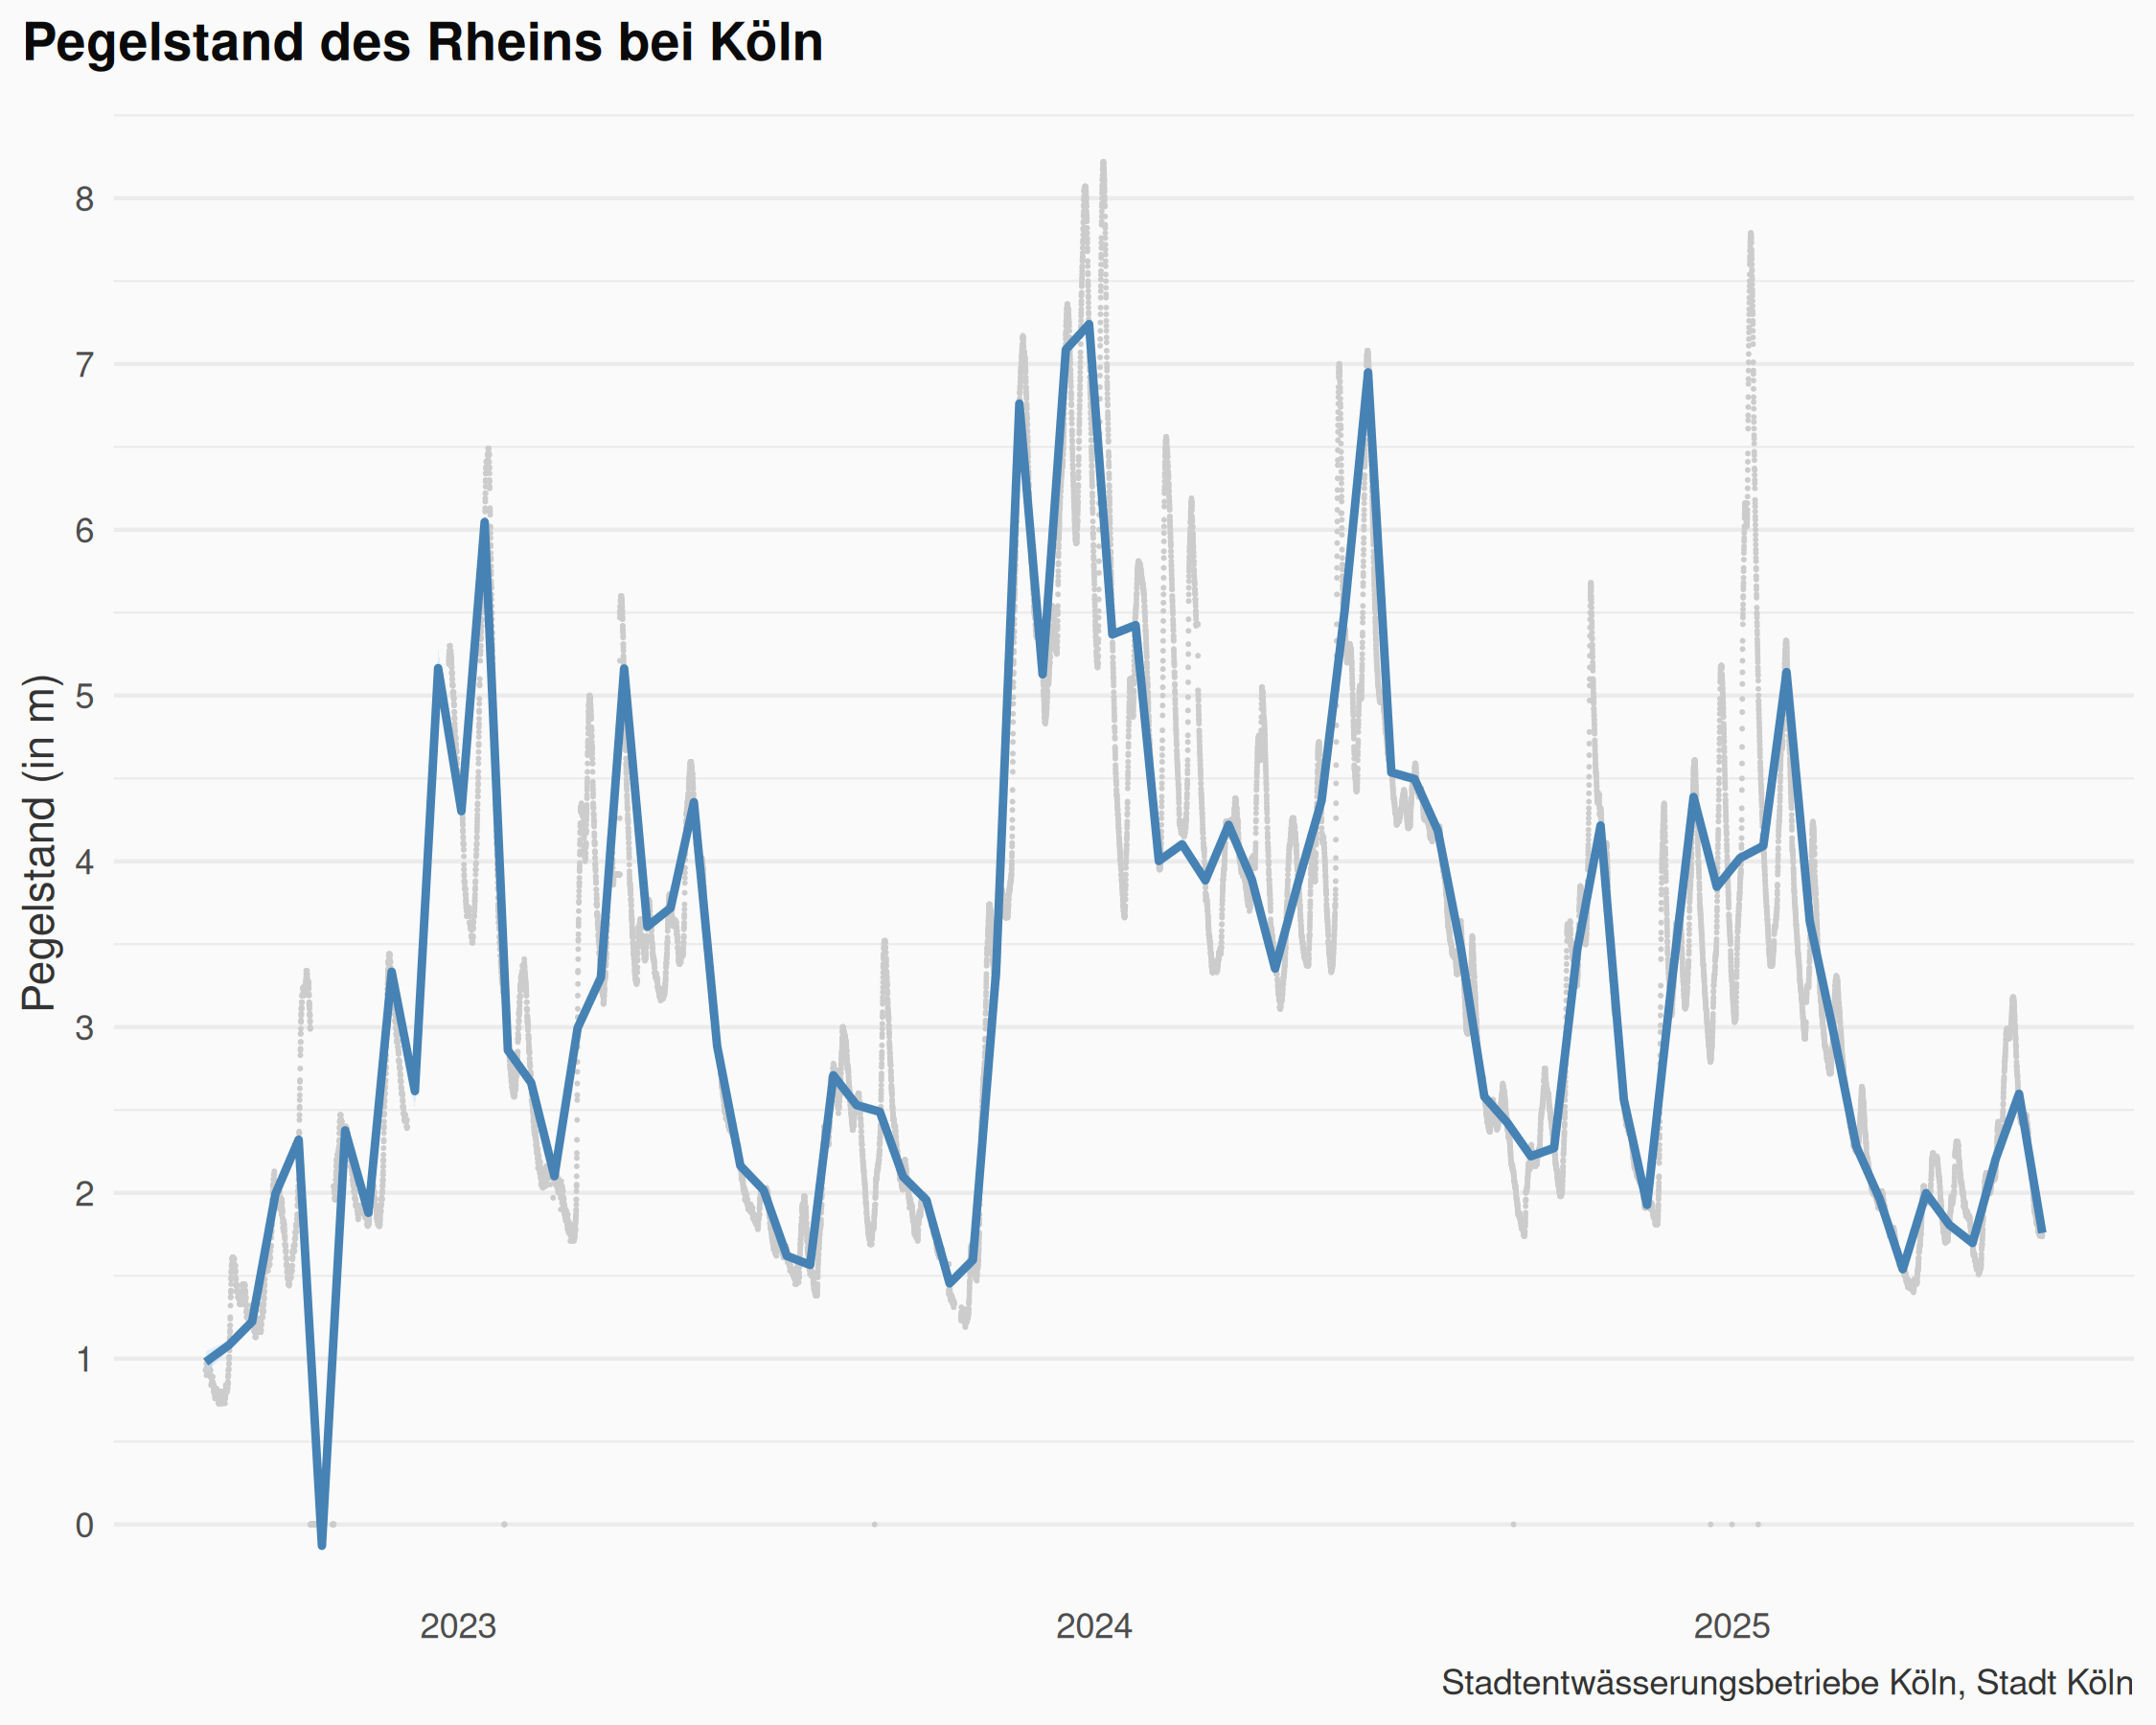 Pegelstand des Rheins bei Köln
Pegelstand (in m)
8
7
6
5
4
3
2
1
0
2023 2024 2025
Stadtentwässerungsbetriebe Köln, Stadt Köln